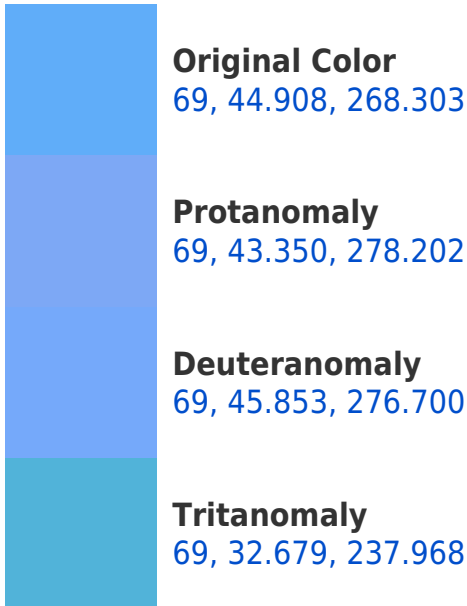 Original Color
69, 44.908, 268.303
Protanomaly
69, 43.350, 278.202
Deuteranomaly
69, 45.853, 276.700
Tritanomaly
69, 32.679, 237.968